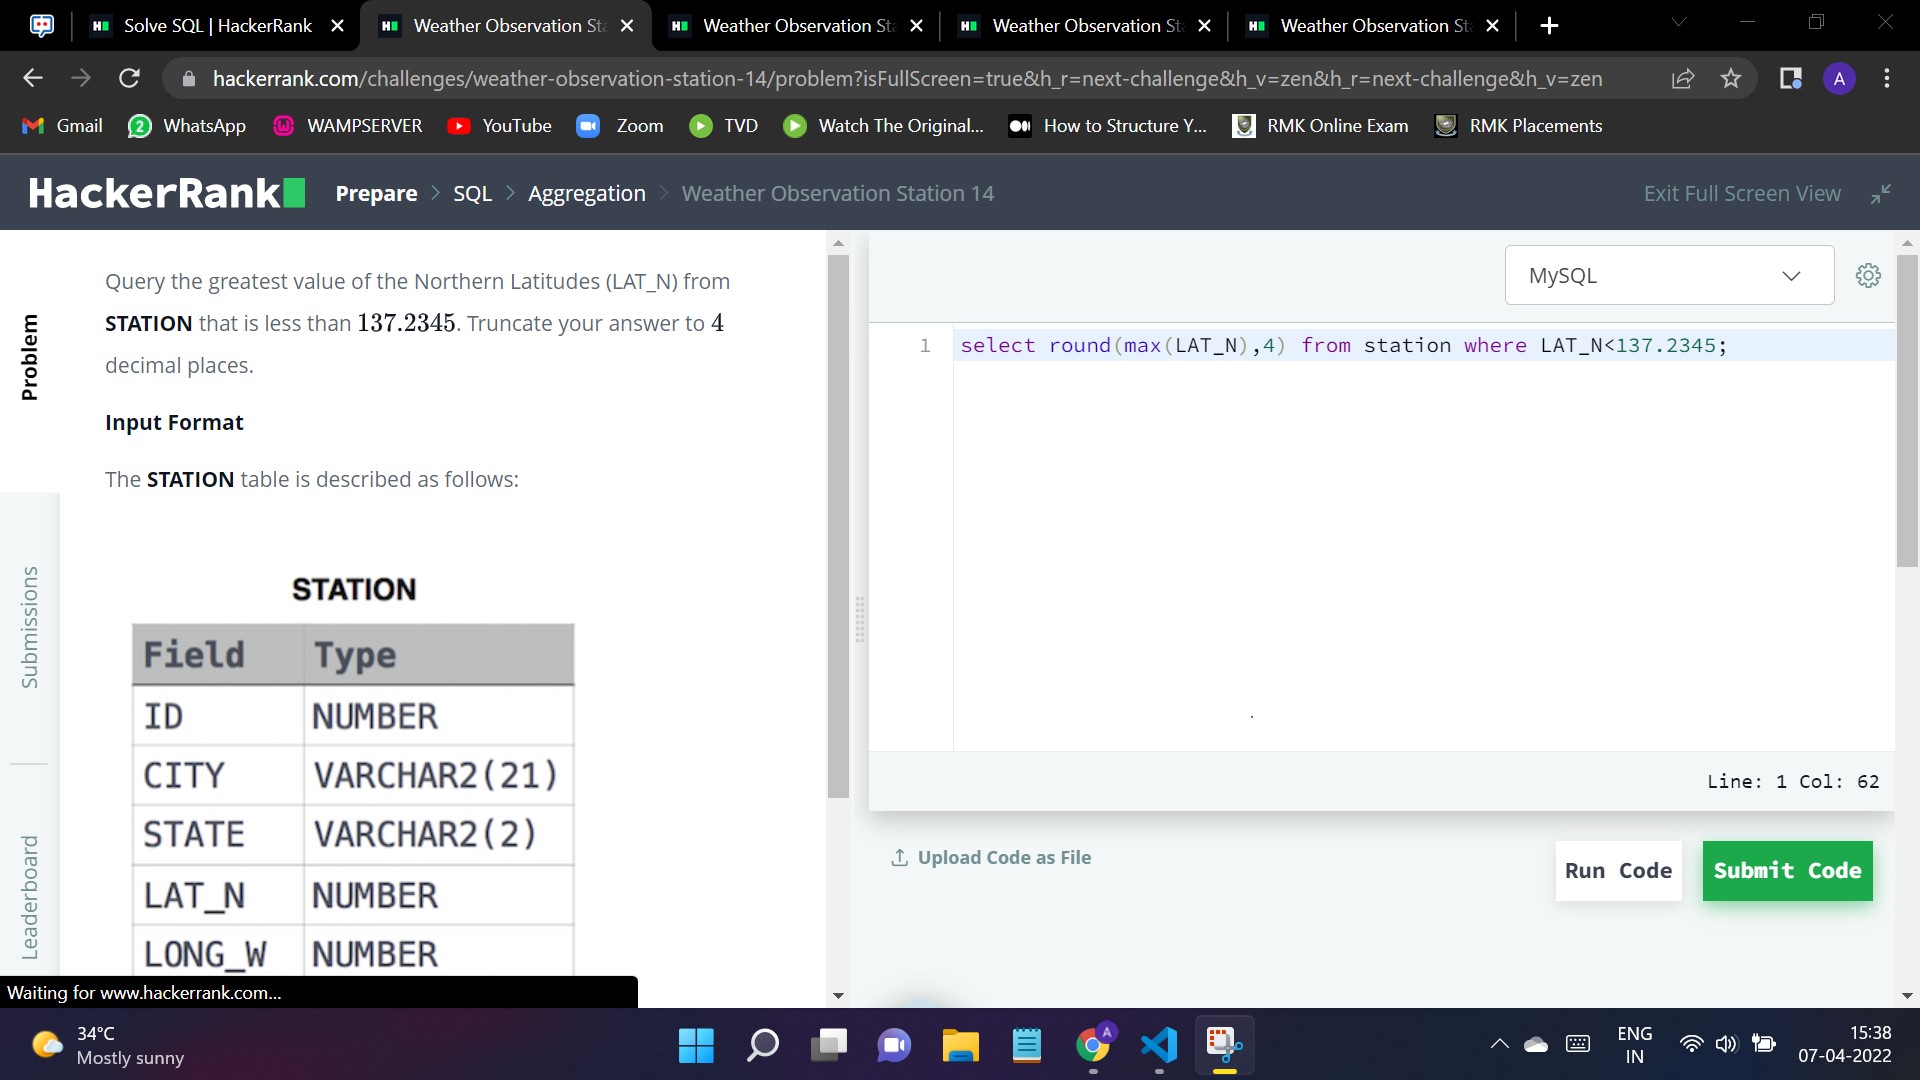 Solve SQL | HackerRank
Weather Observation Sta
Weather Observation Sta
Weather Observation St
Weather Observation St
hackerrank.com/challenges/weather-observation-station-14/problem?isFullScreen=true&h_r=next-challenge&h_v=zen&h_r=next-challenge&h_v=zen
A
Gmail
2 WhatsApp
WAMPSERVER
YouTube
Zoom
TVD
Watch The Original...
How to Structure Y...
RMK Online Exam
RMK Placements
HackerRank
Prepare > SQL > Aggregation > Weather Observation Station 14
Exit Full Screen View
Problem
Submissions
Leaderboard
Query the greatest value of the Northern Latitudes (LAT_N) from
STATION that is less than 137.2345. Truncate your answer to 4
decimal places.
Input Format
The STATION table is described as follows:
STATION
Field Type
ID NUMBER
CITY VARCHAR2(21)
STATE VARCHAR2(2)
LAT_N NUMBER
LONG_W NUMBER
MySQL
1 select round(max(LAT_N),4) from station where LAT_N<137.2345;
Line: 1 Col: 62
Upload Code as File
Run Code
Submit Code
Waiting for www.hackerrank.com...
34°C
Mostly sunny
A
ENG
IN
15:38
07-04-2022